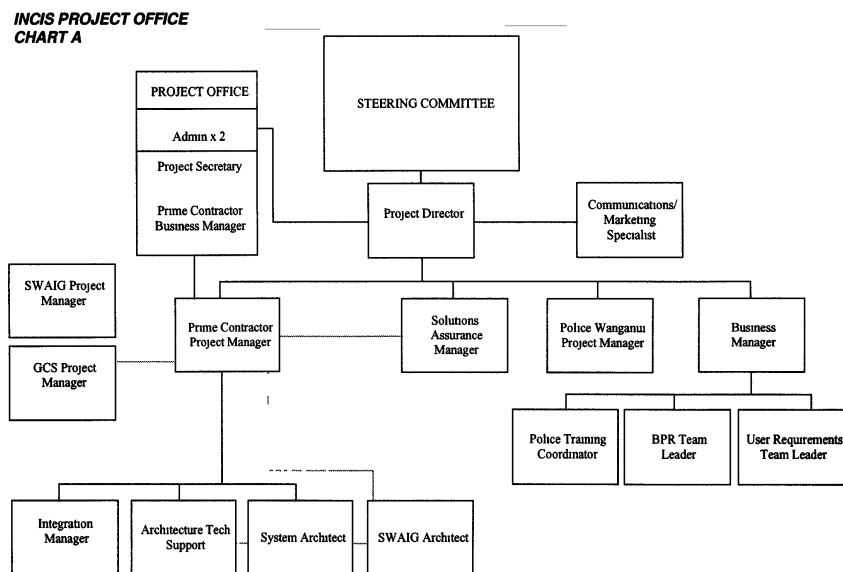 INCIS PROJECT OFFICE
CHART A
PROJECT OFFICE
Admin x 2
Project Secretary
Prime Contractor
Business Manager
STEERING COMMITTEE
Project Director
Communications/
Marketing
Specialist
SWAIG Project
Manager
GCS Project
Manager
Prime Contractor
Project Manager
Solutions
Assurance
Manager
Police Wanganui
Project Manager
Business
Manager
Police Training
Coordinator
BPR Team
Leader
User Requirements
Team Leader
Integration
Manager
Architecture Tech
Support
System Architect
SWAIG Architect